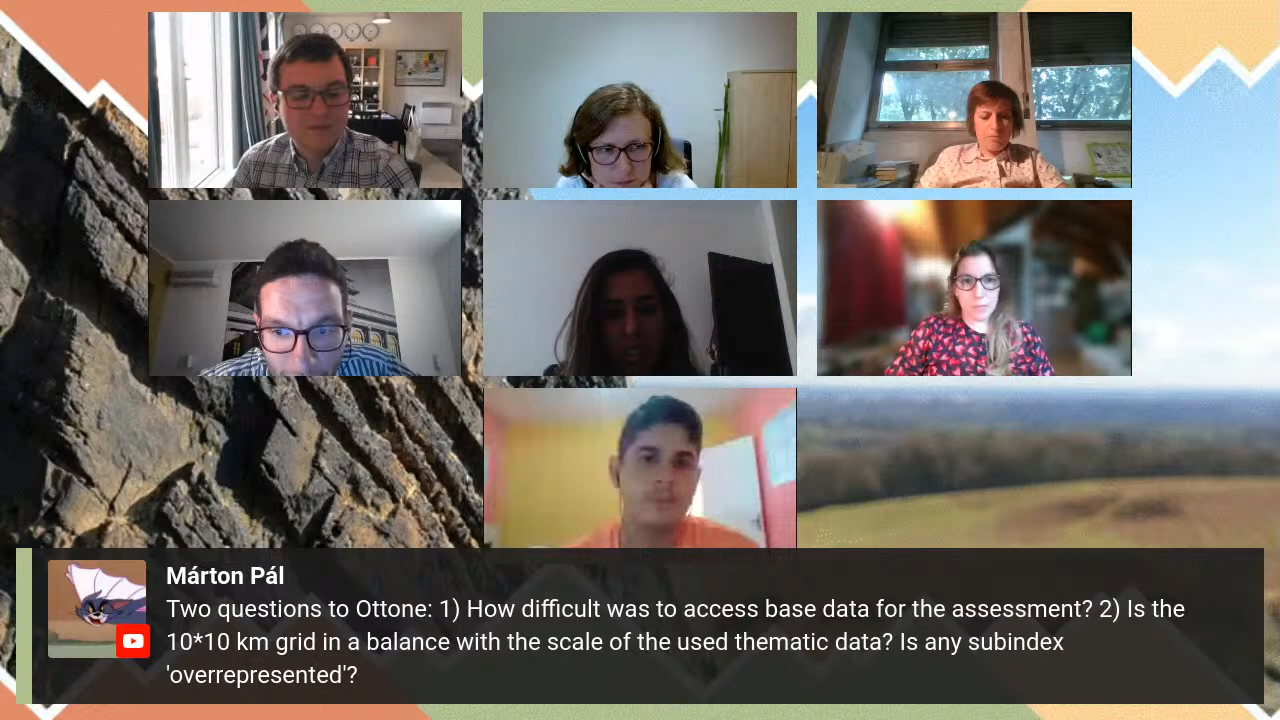 Márton Pál
Two questions to Ottone: 1) How difficult was to access base data for the assessment? 2) Is the
10*10 km grid in a balance with the scale of the used thematic data? Is any subindex
'overrepresented'?